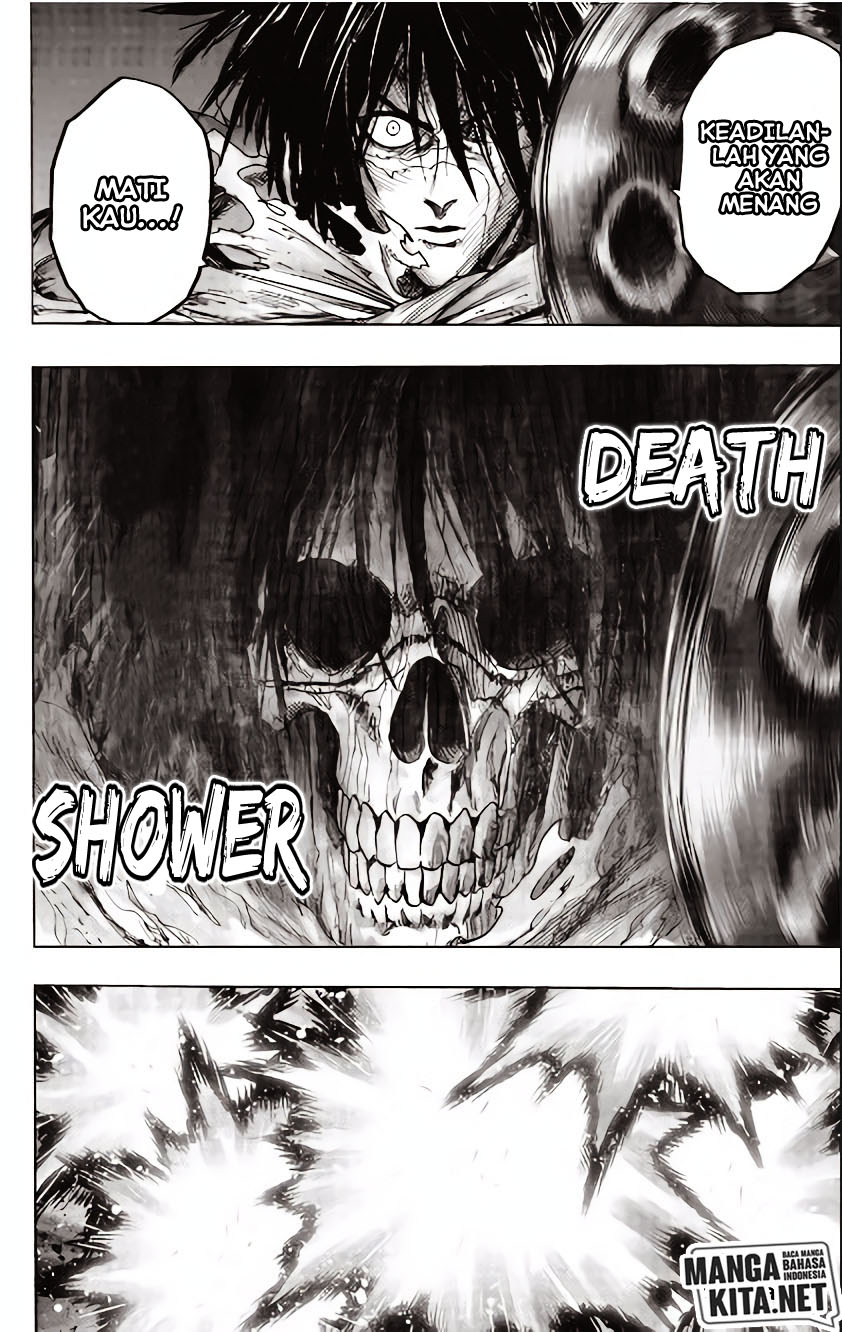 KEADILAN-
LAH YANG
AKAN
MENANG
MATI
KAU...!
DEATH
SHOWER
MANGA
KITA.NET
BACA MANGA
BAHASA
INDONESIA